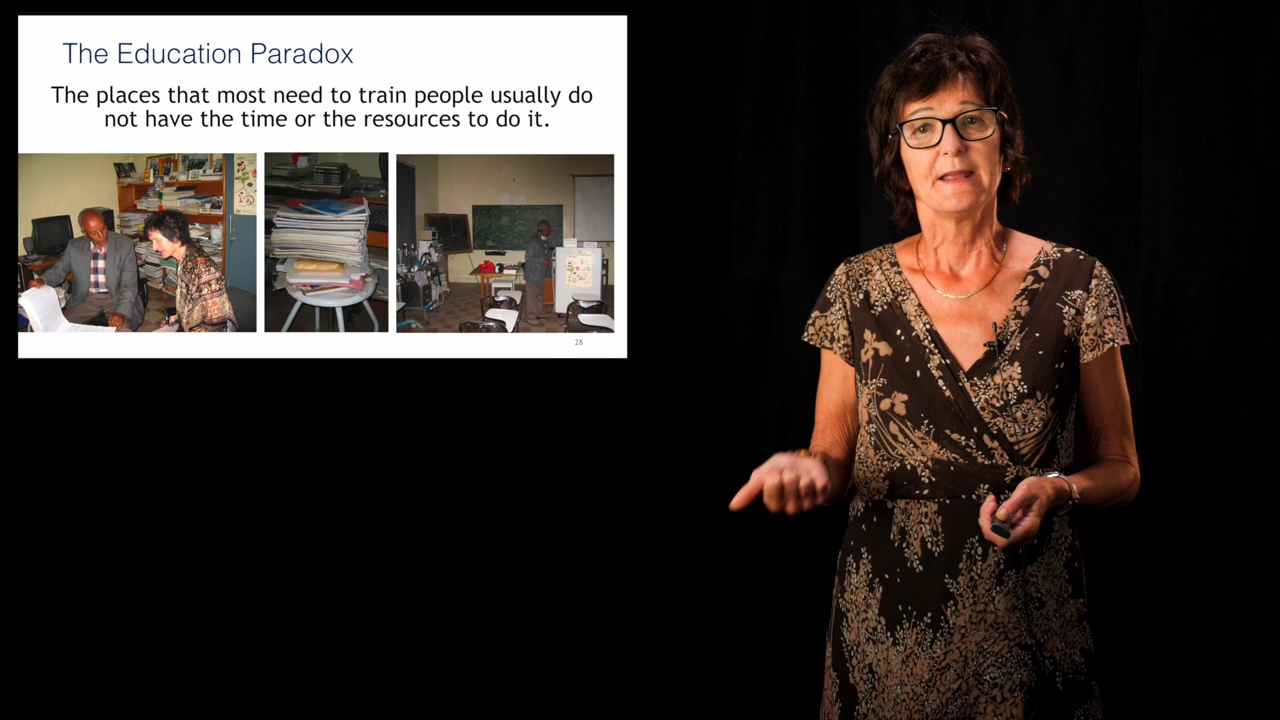 The Education Paradox
The places that most need to train people usually do
not have the time or the resources to do it.
28